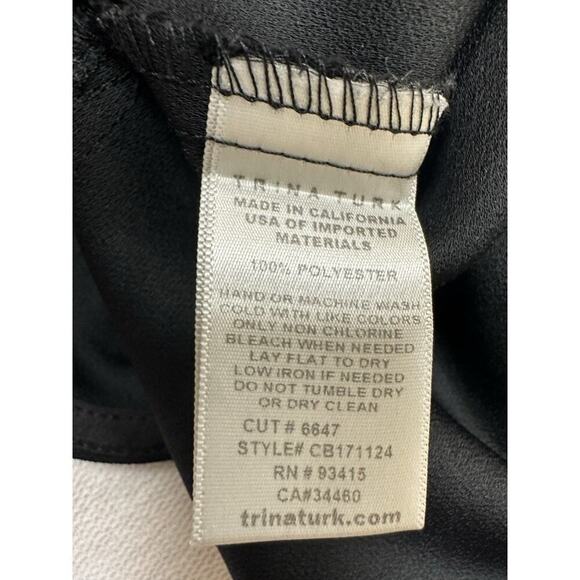 TRINA TURK
MADE IN CALIFORNIA
USA OF IMPORTED
MATERIALS
100% POLYESTER
HAND OR MACHINE WASH
COLD WITH LIKE COLORS
ONLY NON CHLORINE
BLEACH WHEN NEEDED
LAY FLAT TO DRY
LOW IRON IF NEEDED
DO NOT TUMBLE DRY
OR DRY CLEAN
CUT # 6647
STYLE# CB171124
RN # 93415
CA#34460
trinaturk.com